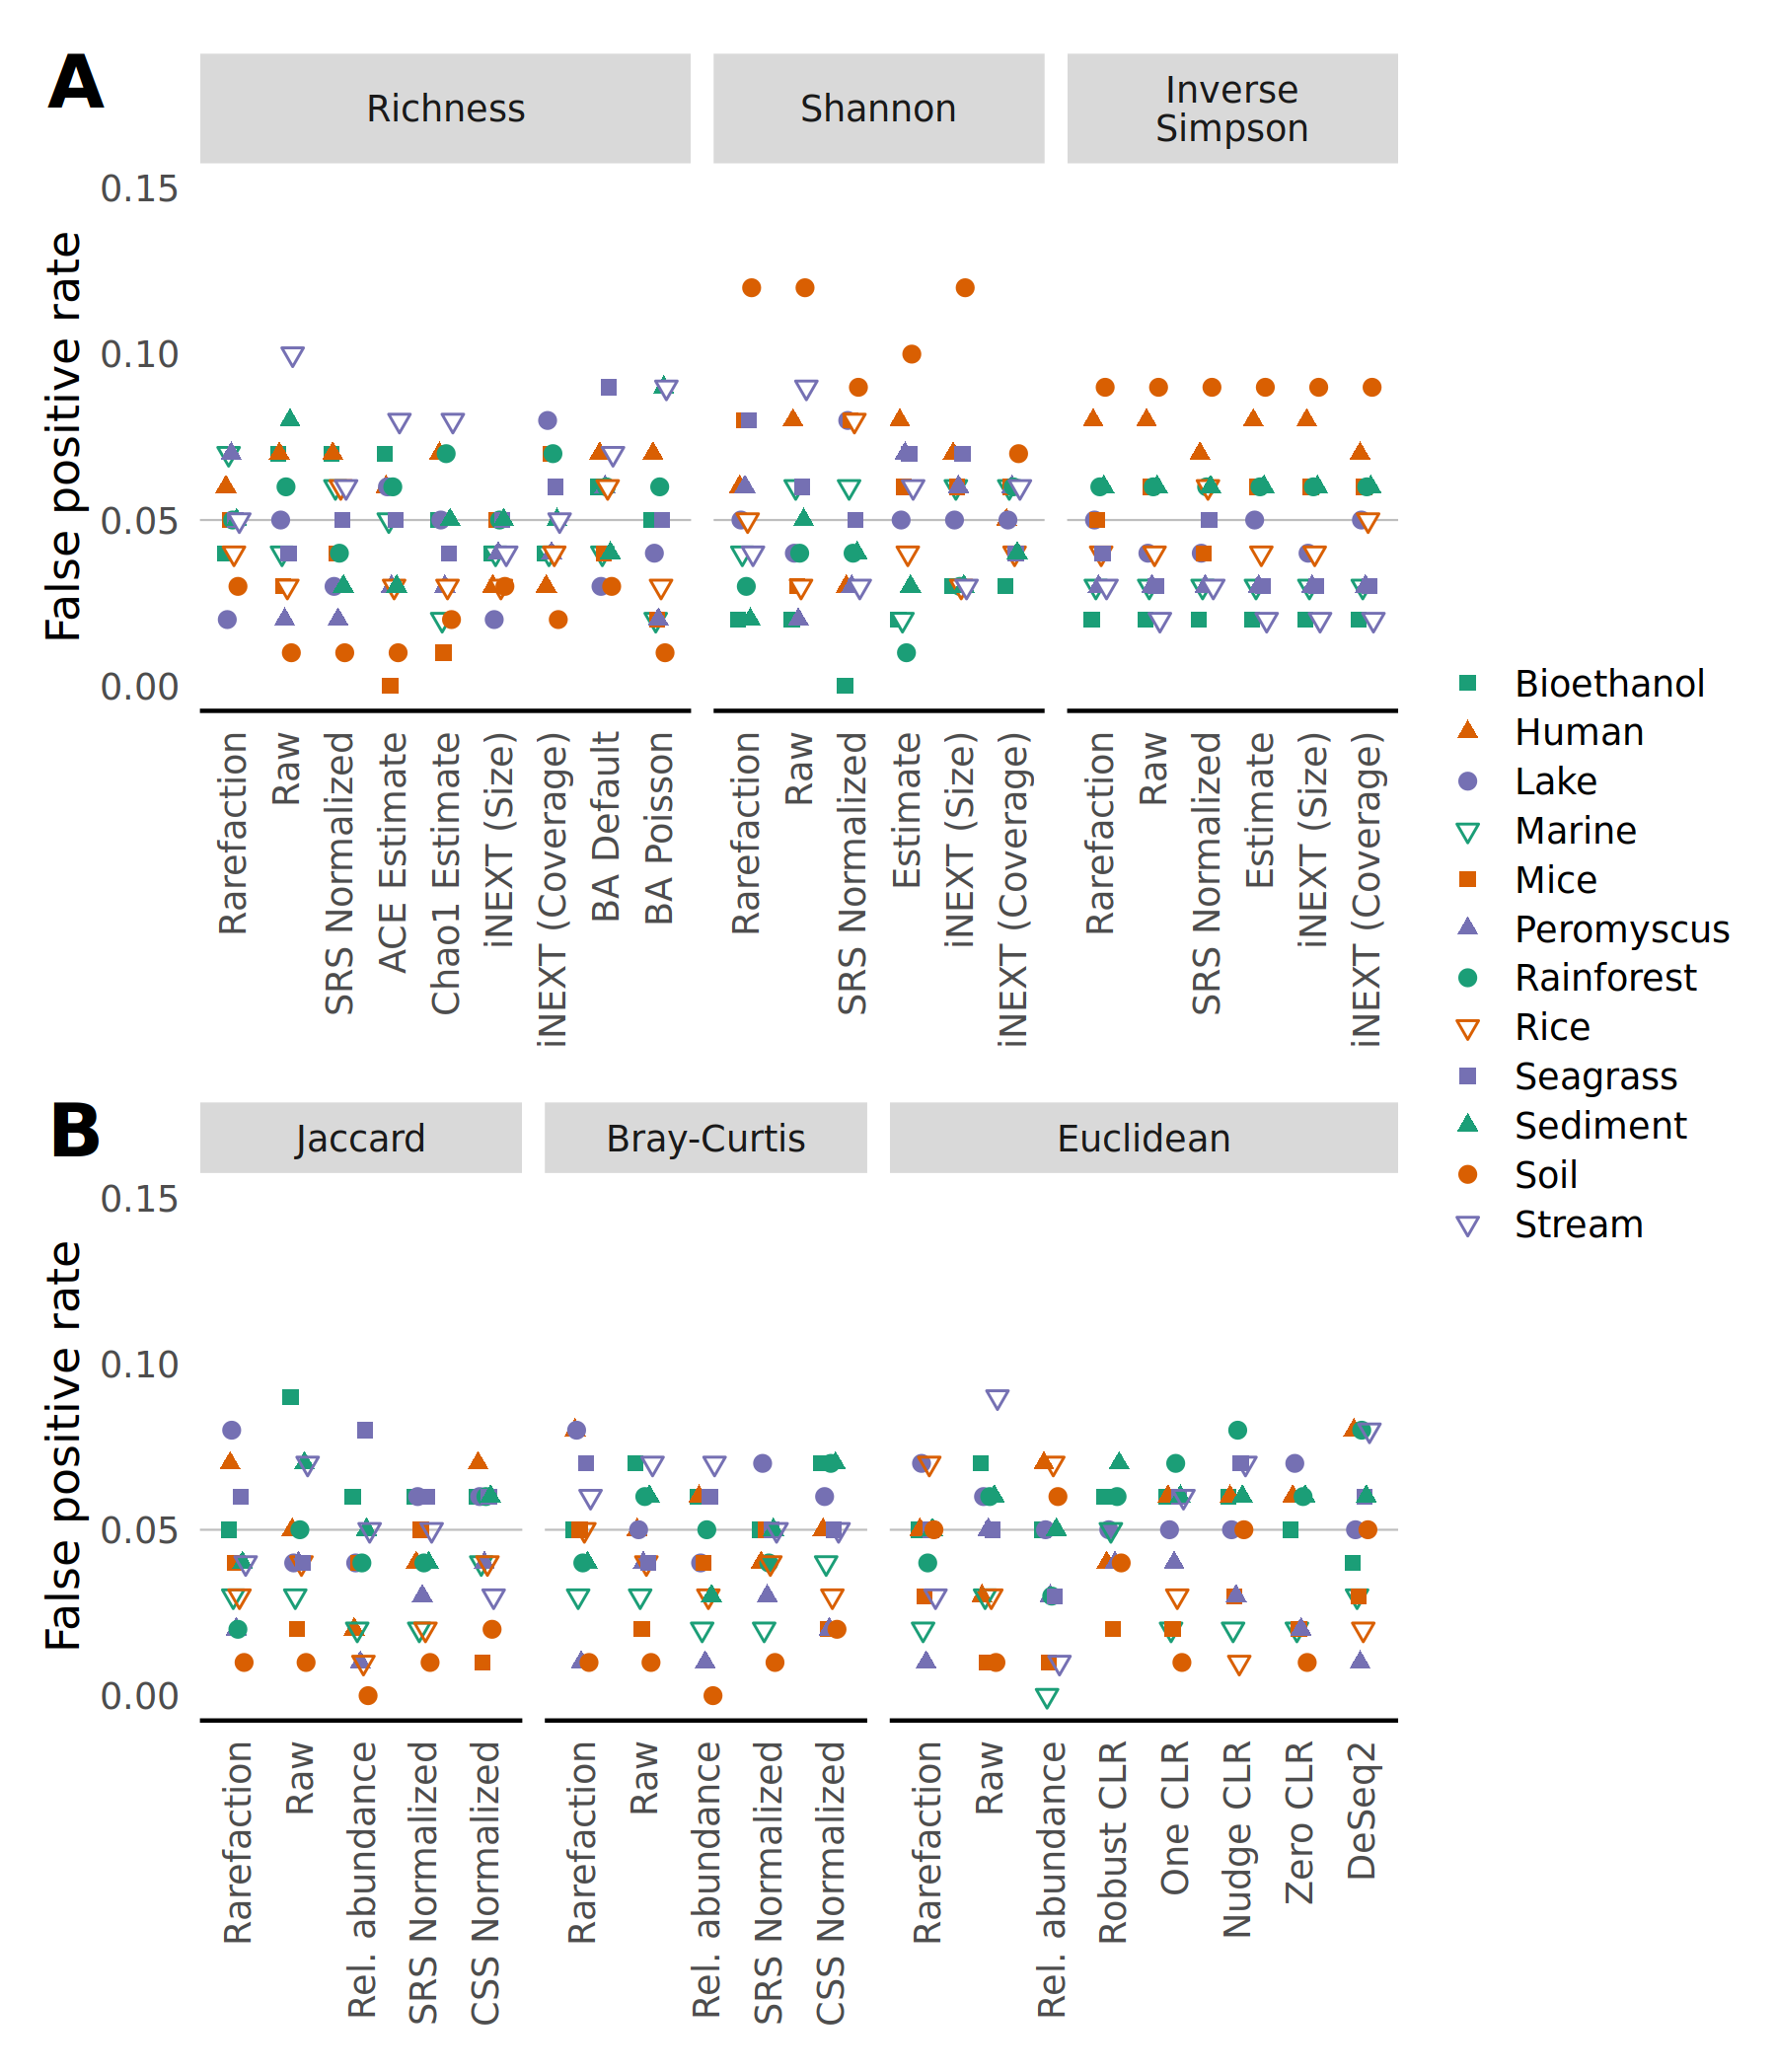 A
Richness
Shannon
Inverse
Simpson
False positive rate
0.15
0.10
0.05
0.00
Rarefaction
Raw
SRS Normalized
ACE Estimate
Chao1 Estimate
iNEXT (Size)
iNEXT (Coverage)
BA Default
BA Poisson
Rarefaction
Raw
SRS Normalized
Estimate
iNEXT (Size)
iNEXT (Coverage)
Rarefaction
Raw
SRS Normalized
Estimate
iNEXT (Size)
iNEXT (Coverage)
Bioethanol
Human
Lake
Marine
Mice
Peromyscus
Rainforest
Rice
Seagrass
Sediment
Soil
Stream
B
Jaccard
Bray-Curtis
Euclidean
False positive rate
0.15
0.10
0.05
0.00
Rarefaction
Raw
Rel. abundance
SRS Normalized
CSS Normalized
Rarefaction
Raw
Rel. abundance
SRS Normalized
CSS Normalized
Rarefaction
Raw
Rel. abundance
Robust CLR
One CLR
Nudge CLR
Zero CLR
DeSeq2